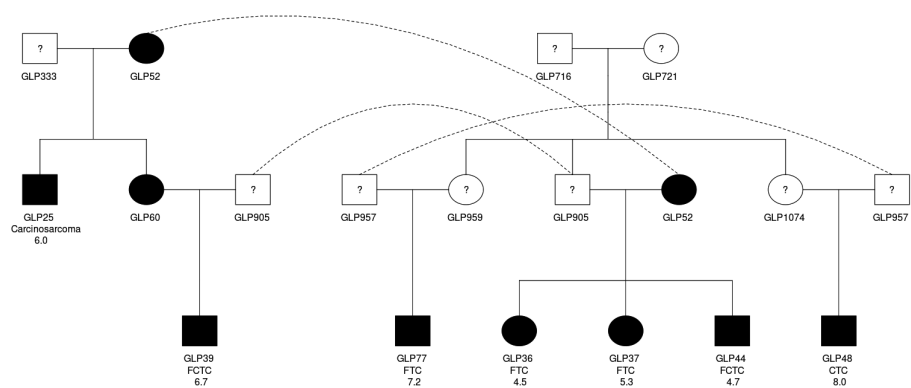 ? ? ?
GLP333 GLP52 GLP716 GLP721
? ? ? ? ? ?
GLP25 GLP60 GLP905 GLP957 GLP959 GLP905 GLP52 GLP1074 GLP957
Carcinosarcoma
6.0
GLP39 GLP77 GLP36 GLP37 GLP44 GLP48
FCTC FTC FTC FTC FCTC CTC
6.7 7.2 4.5 5.3 4.7 8.0